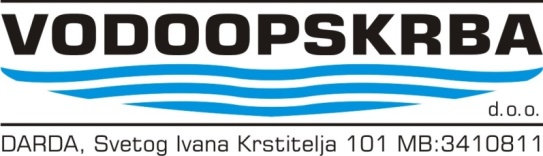 VODOOPSKRBA
d.o.o.
DARDA, Svetog Ivana Krstitelja 101 MB:3410811